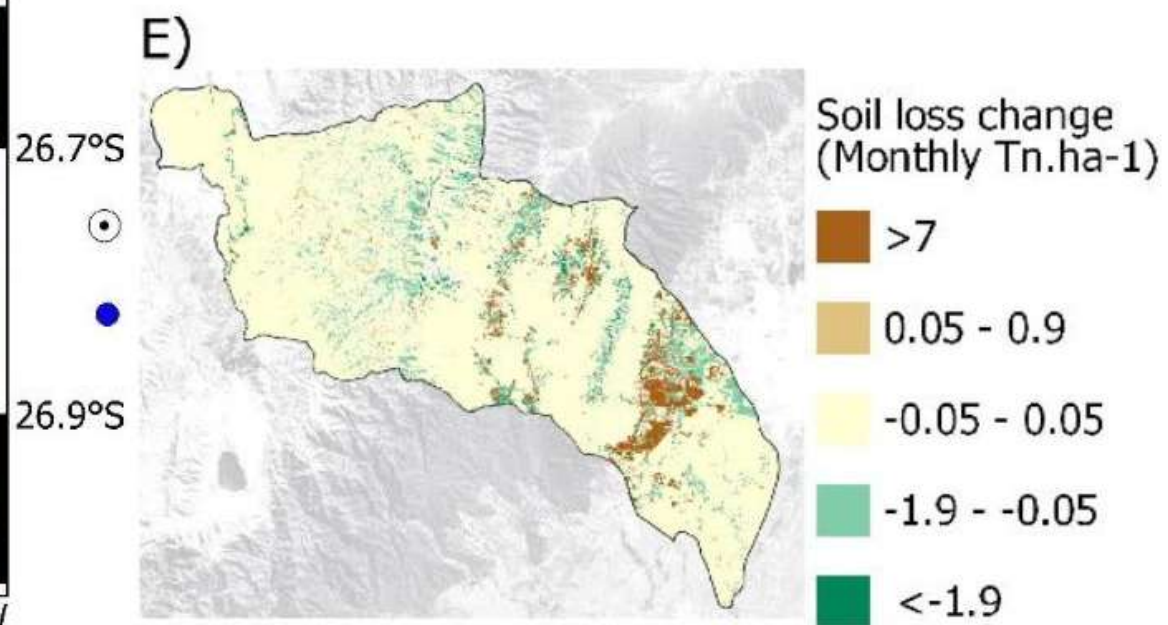 E)
26.7°S
26.9°S
Soil loss change
(Monthly Tn.ha-1)
>7
0.05 - 0.9
-0.05 - 0.05
-1.9 - -0.05
<-1.9